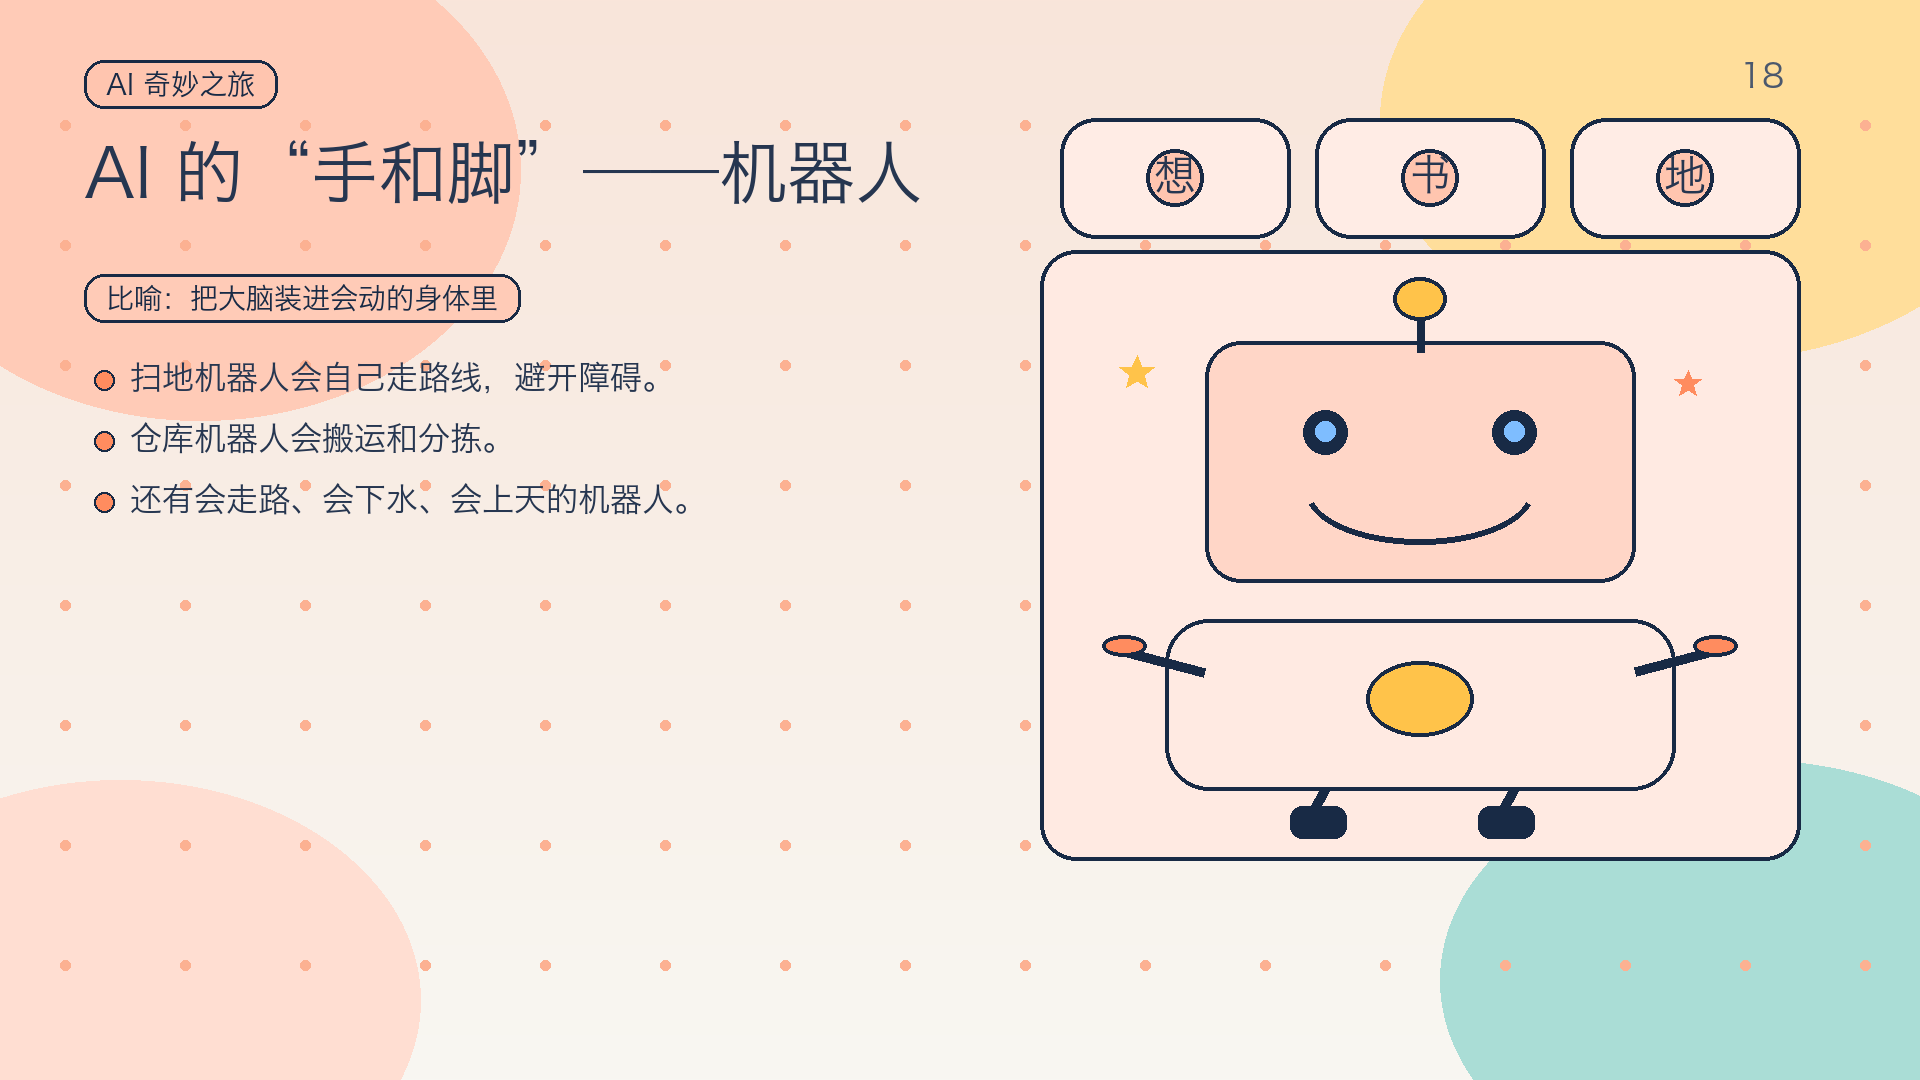 AI 奇妙之旅
18
AI 的“手和脚”——机器人
想
书
地
比喻：把大脑装进会动的身体里
扫地机器人会自己走路线，避开障碍。
仓库机器人会搬运和分拣。
还有会走路、会下水、会上天的机器人。